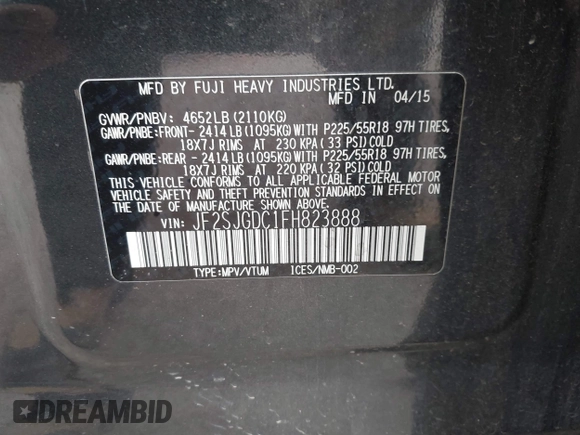 MFD BY FUJI HEAVY INDUSTRIES LTD.
MFD IN 04/15
GVWR/PNBV: 4652LB (2110KG)
GAWR/PNBE:FRONT- 2414 LB (1095KG) WITH P225/55R18 97H TIRES,
18X7J RIMS AT 230 KPA (33 PSI) COLD
GAWR/PNBE:REAR - 2414 LB (1095KG) WITH P225/55R18 97H TIRES,
18X7J RIMS AT 220 KPA (32 PSI) COLD
THIS VEHICLE CONFORMS TO ALL APPLICABLE FEDERAL MOTOR
VEHICLE SAFETY AND THEFT PREVENTION STANDARDS IN EFFECT
ON THE DATE OF MANUFACTURE SHOWN ABOVE.
VIN: JF2SJGDC1FH823888
TYPE:MPV/VTUM ICES/NMB-002
DREAMBID